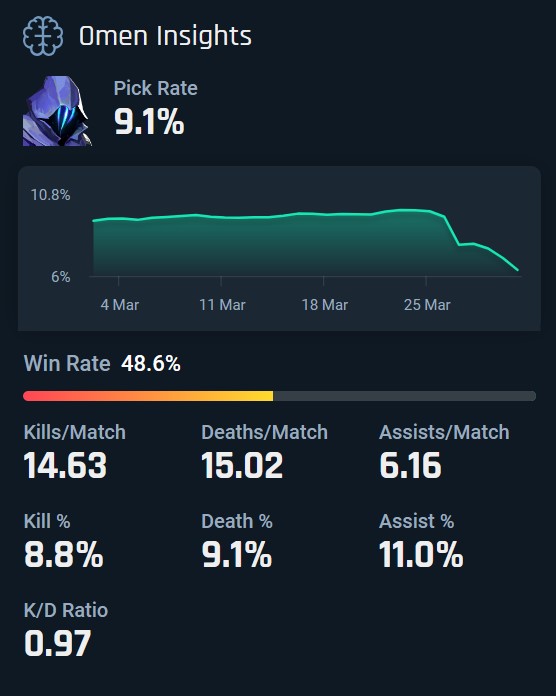 Omen Insights
Pick Rate
9.1%
10.8%
6%
4 Mar 11 Mar 18 Mar 25 Mar
Win Rate 48.6%
Kills/Match Deaths/Match Assists/Match
14.63 15.02 6.16
Kill % Death % Assist %
8.8% 9.1% 11.0%
K/D Ratio
0.97